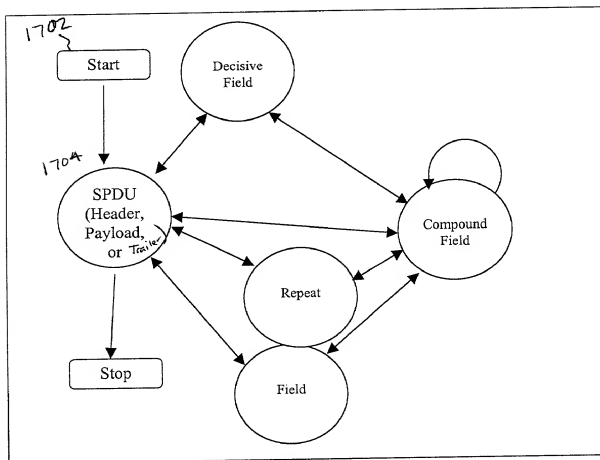 1702
Start
Decisive
Field
1704
SPDU
(Header,
Payload,
or Trailer)
Compound
Field
Repeat
Stop
Field